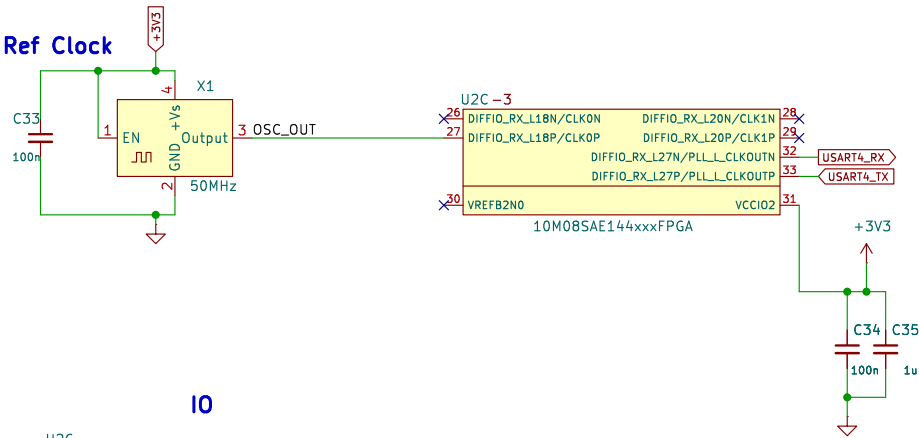 +3V3
Ref Clock
X1
C33
100n
4
1
EN
+Vs
GND
Output
3
OSC_OUT
2
50MHz
U2C-3
26
DIFFIO_RX_L18N/CLK0N
DIFFIO_RX_L20N/CLK1N
28
27
DIFFIO_RX_L18P/CLK0P
DIFFIO_RX_L20P/CLK1P
29
DIFFIO_RX_L27N/PLL_L_CLKOUTN
32
USART4_RX
DIFFIO_RX_L27P/PLL_L_CLKOUTP
33
USART4_TX
30
VREFB2N0
VCCIO2
31
10M08SAE144xxxFPGA
+3V3
C34
C35
100n
1u
IO